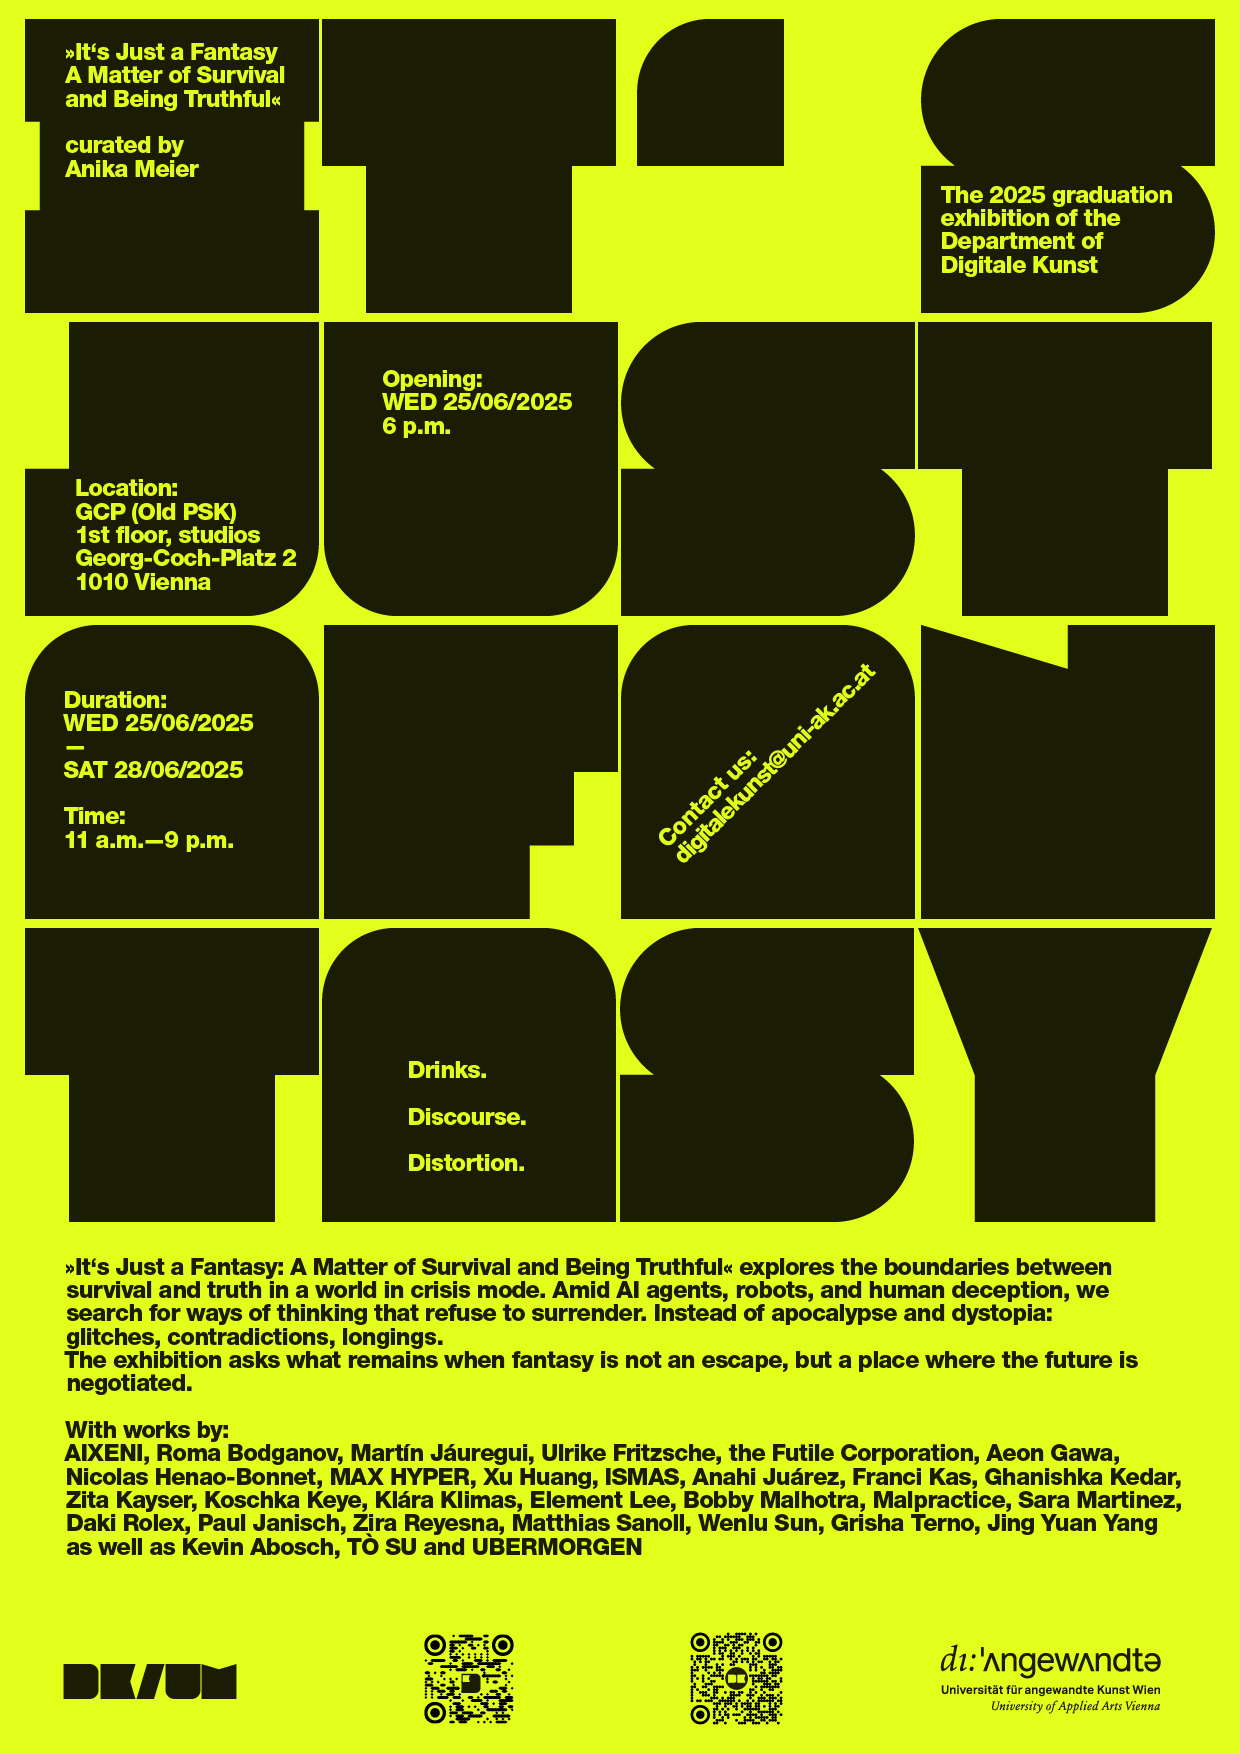 IT'S
JUST
A FAN
TASY
»It‘s Just a Fantasy
A Matter of Survival
and Being Truthful«
curated by
Anika Meier
The 2025 graduation
exhibition of the
Department of
Digitale Kunst
Opening:
WED 25/06/2025
6 p.m.
Location:
GCP (Old PSK)
1st floor, studios
Georg-Coch-Platz 2
1010 Vienna
Duration:
WED 25/06/2025
—
SAT 28/06/2025
Time:
11 a.m.—9 p.m.
Contact us:
digitalekunst@uni-ak.ac.at
Drinks.
Discourse.
Distortion.
»It‘s Just a Fantasy: A Matter of Survival and Being Truthful« explores the boundaries between
survival and truth in a world in crisis mode. Amid AI agents, robots, and human deception, we
search for ways of thinking that refuse to surrender. Instead of apocalypse and dystopia:
glitches, contradictions, longings.
The exhibition asks what remains when fantasy is not an escape, but a place where the future is
negotiated.
With works by:
AIXENI, Roma Bodganov, Martín Jáuregui, Ulrike Fritzsche, the Futile Corporation, Aeon Gawa,
Nicolas Henao-Bonnet, MAX HYPER, Xu Huang, ISMAS, Anahi Juárez, Franci Kas, Ghanishka Kedar,
Zita Kayser, Koschka Keye, Klára Klimas, Element Lee, Bobby Malhotra, Malpractice, Sara Martinez,
Daki Rolex, Paul Janisch, Zira Reyesna, Matthias Sanoll, Wenlu Sun, Grisha Terno, Jing Yuan Yang
as well as Kevin Abosch, TÒ SU and UBERMORGEN
DK/UM
dı:ˈʌngewʌndtə
Universität für angewandte Kunst Wien
University of Applied Arts Vienna